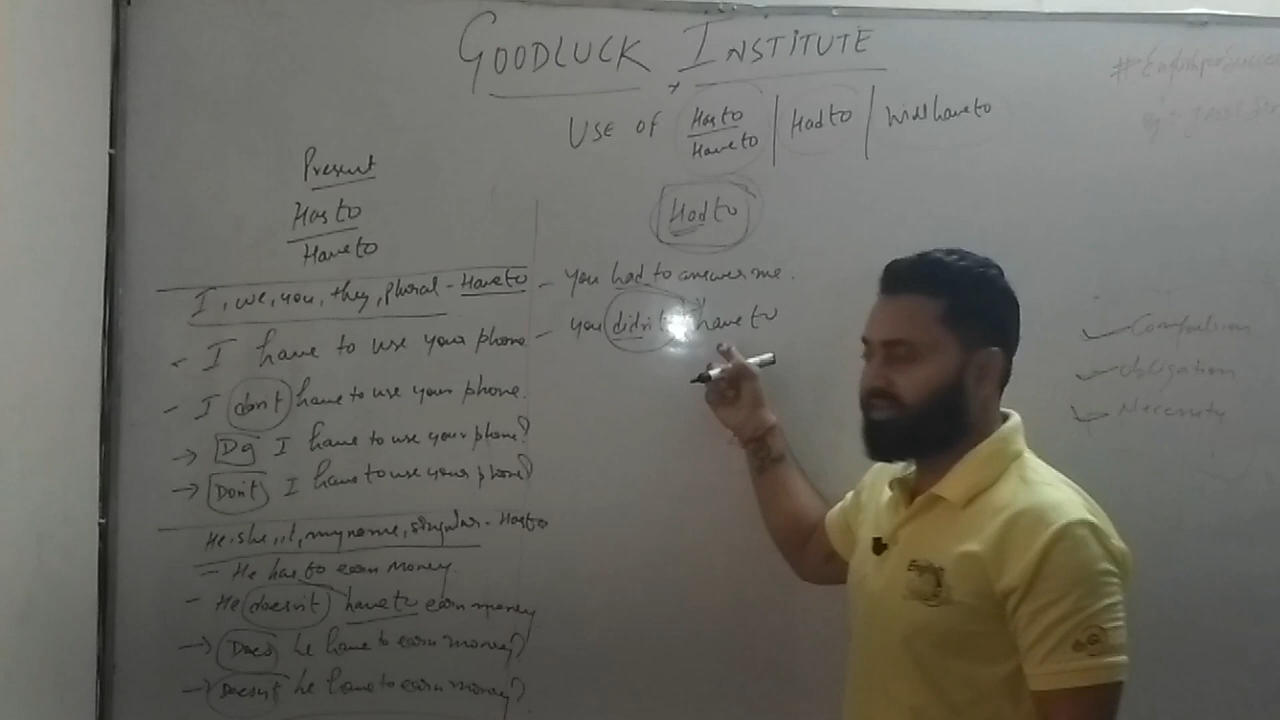 GOODLUCK INSTITUTE
USE OF Has to / Have to | Had to | Will have to
Present
Has to
Have to
I, we, you, they, plural - Have to
- I have to use your phone
- I don't have to use your phone.
→ Do I have to use your phone?
→ Don't I have to use your phone?
He, she, it, my name, singular - Has to
- He has to earn money.
- He doesn't have to earn money
→ Does he have to earn money?
→ Doesn't he have to earn money?
Had to
- you had to answer me.
- you didn't have to
Compulsion
Obligation
Necessity